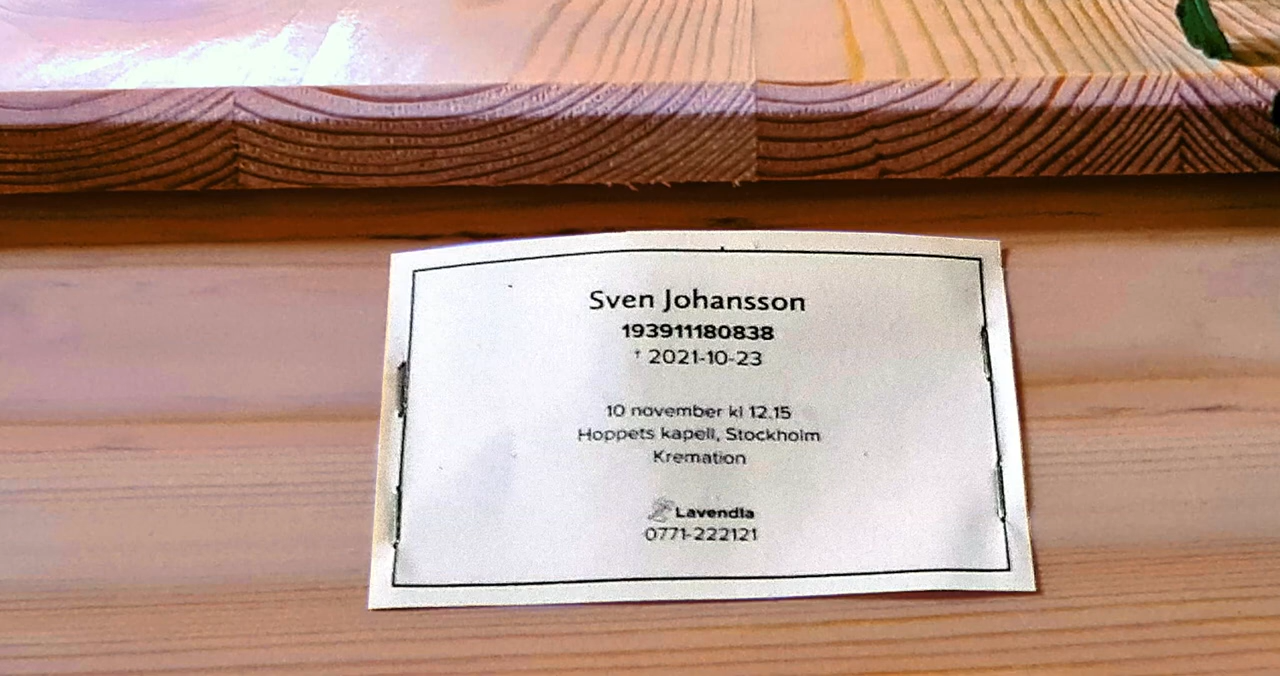 Sven Johansson
193911180838
† 2021-10-23
10 november kl 12.15
Hoppets kapell, Stockholm
Kremation
Lavendla
0771-222121